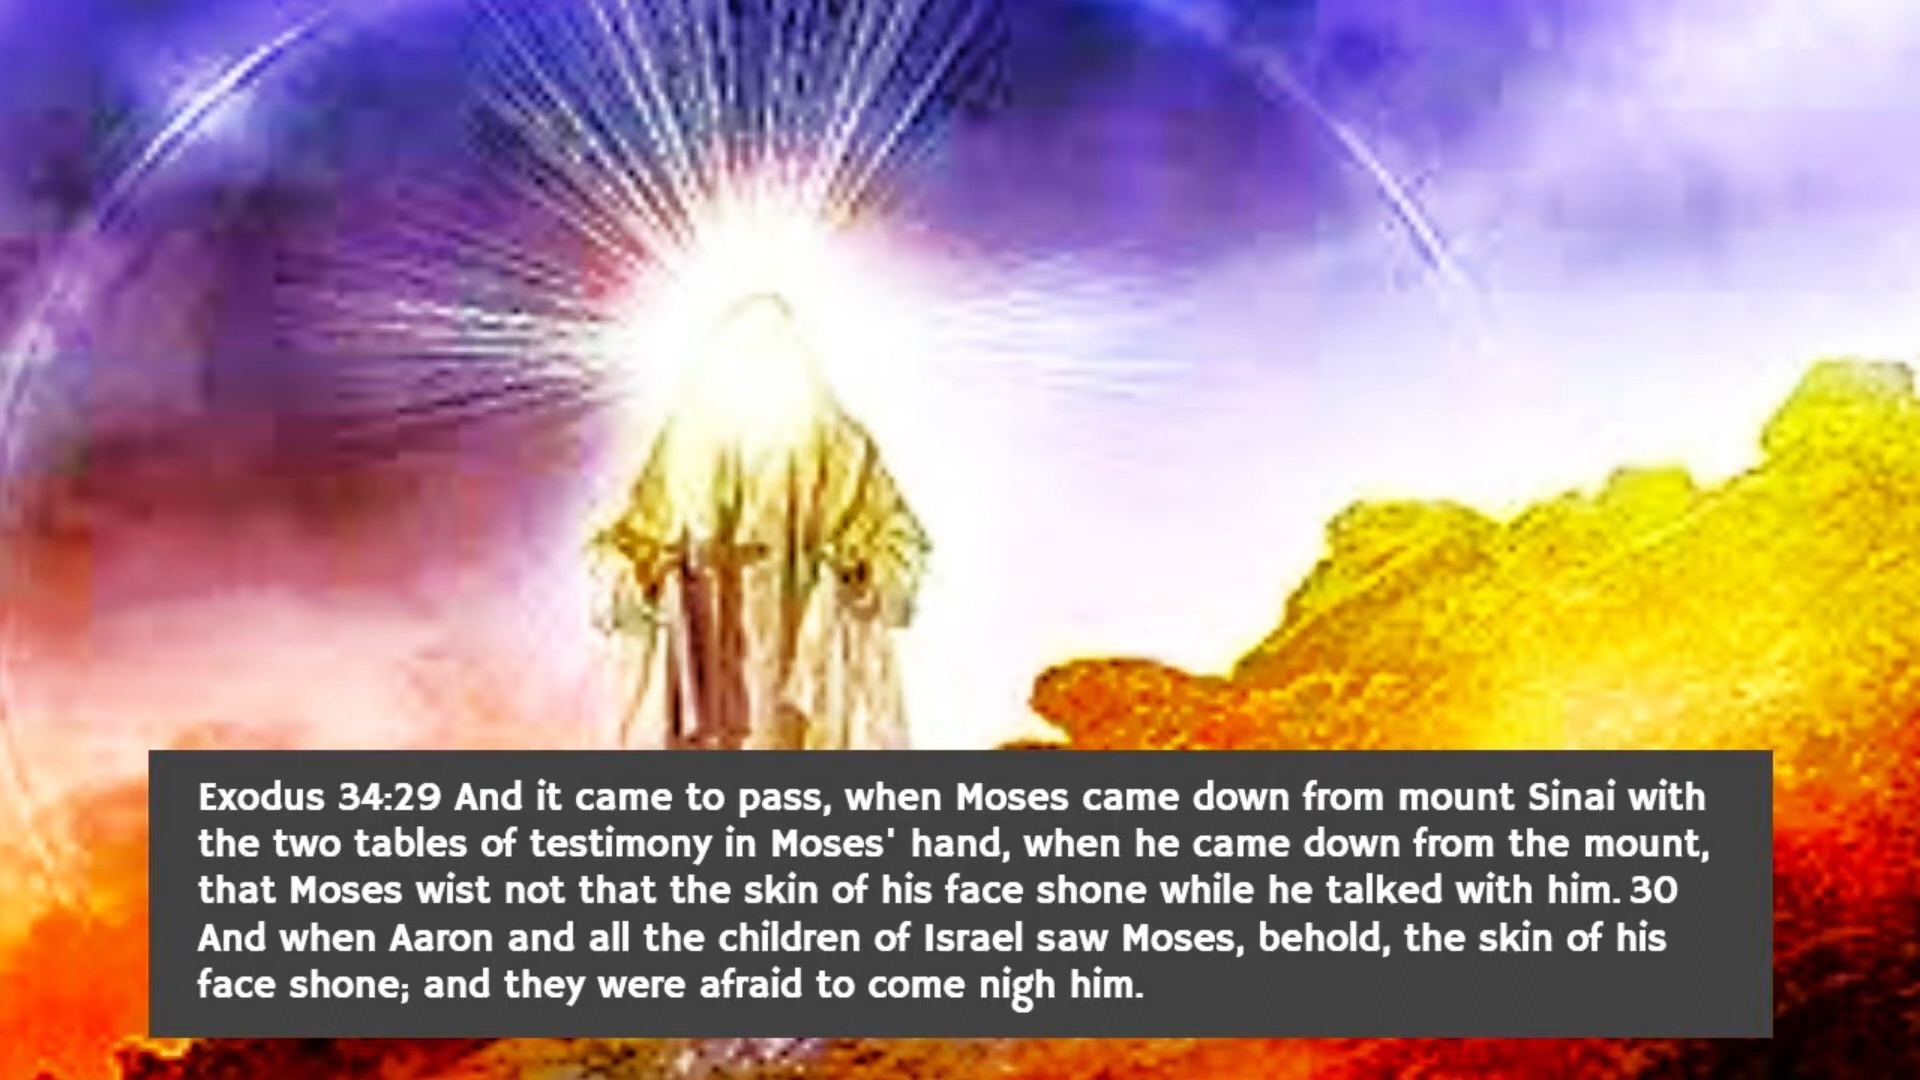 Exodus 34:29 And it came to pass, when Moses came down from mount Sinai with
the two tables of testimony in Moses' hand, when he came down from the mount,
that Moses wist not that the skin of his face shone while he talked with him. 30
And when Aaron and all the children of Israel saw Moses, behold, the skin of his
face shone; and they were afraid to come nigh him.